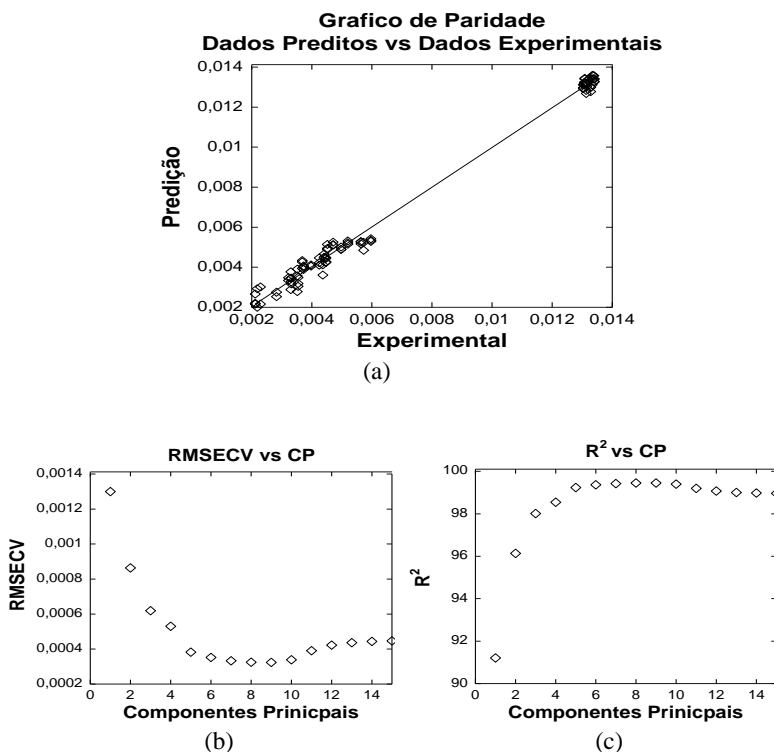 Grafico de Paridade
Dados Preditos vs Dados Experimentais
0,014
0,012
0,01
0,008
0,006
0,004
0,002
Predição
0,002 0,004 0,006 0,008 0,01 0,012 0,014
Experimental
(a)
RMSECV vs CP
0,0014
0,0012
0,001
0,0008
0,0006
0,0004
0,0002
RMSECV
0 2 4 6 8 10 12 14
Componentes Prinicpais
(b)
R² vs CP
100
98
96
94
92
90
R²
0 2 4 6 8 10 12 14
Componentes Prinicpais
(c)